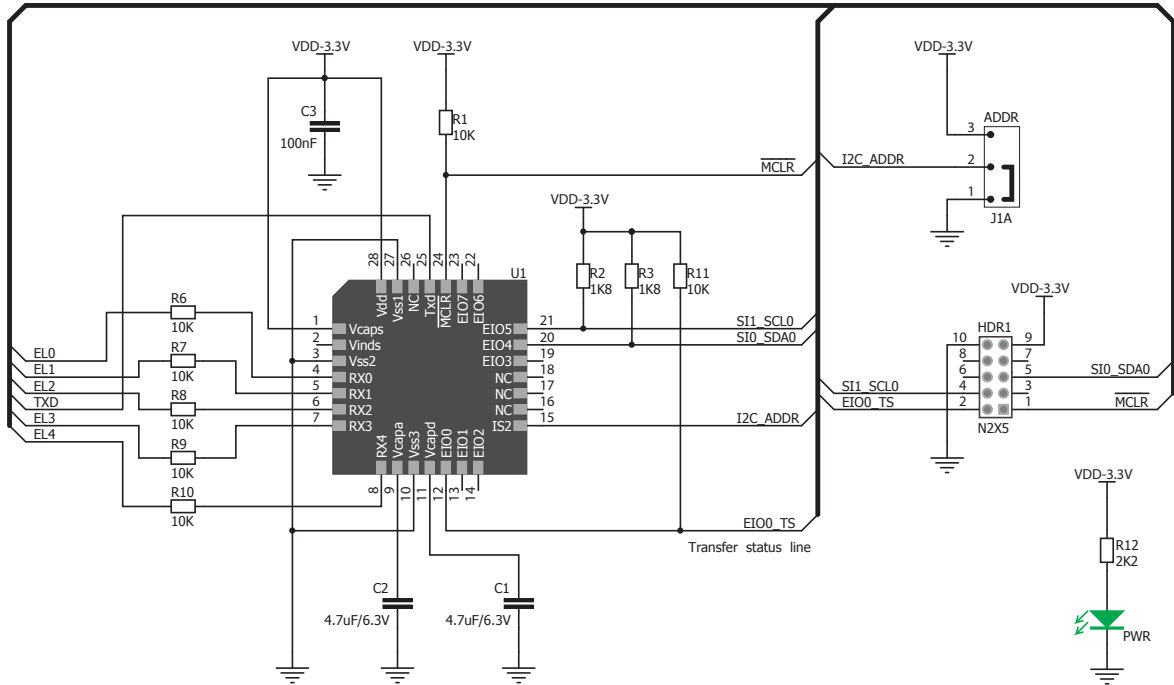 VDD-3.3V
VDD-3.3V
VDD-3.3V
C3
100nF
R1
10K
ADDR
3
2
1
J1A
MCLR
I2C_ADDR
VDD-3.3V
R2
1K8
R3
1K8
R11
10K
28
27
26
25
24
23
22
U1
Vdd
Vss1
NC
Txd
MCLR
EIO7
EIO6
1
2
3
4
5
6
7
Vcaps
Vinds
Vss2
RX0
RX1
RX2
RX3
EIO5
EIO4
EIO3
NC
NC
NC
IS2
21
20
19
18
17
16
15
SI1_SCL0
SI0_SDA0
I2C_ADDR
RX4
Vcapa
Vss3
Vcapd
EIO0
EIO1
EIO2
8
9
10
11
12
13
14
R6
10K
R7
10K
R8
10K
R9
10K
R10
10K
EL0
EL1
EL2
TXD
EL3
EL4
EIO0_TS
Transfer status line
C2
4.7uF/6.3V
C1
4.7uF/6.3V
VDD-3.3V
HDR1
10
8
6
4
2
9
7
5
3
1
N2X5
SI1_SCL0
EIO0_TS
SI0_SDA0
MCLR
VDD-3.3V
R12
2K2
PWR